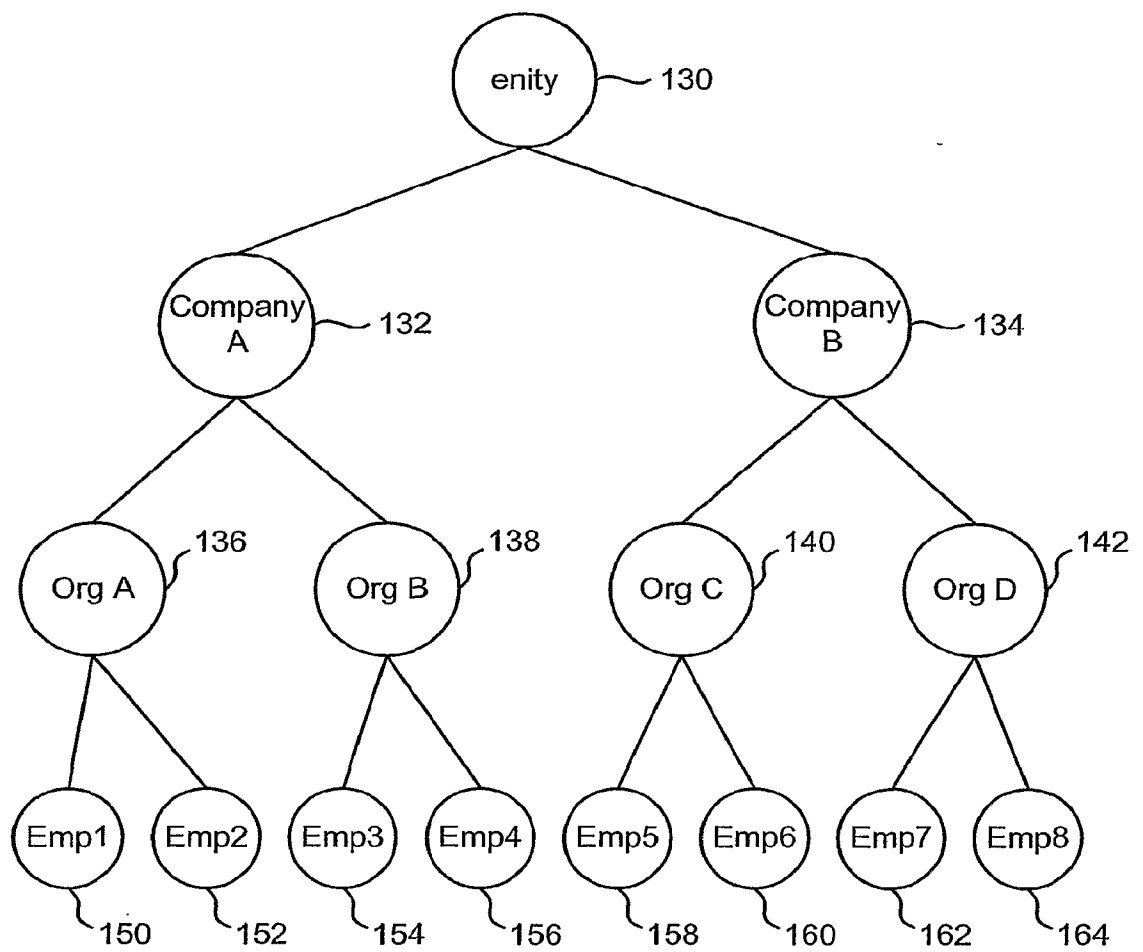 enity
130
Company
A
132
Company
B
134
Org A
136
Org B
138
Org C
140
Org D
142
Emp1
Emp2
Emp3
Emp4
Emp5
Emp6
Emp7
Emp8
150
152
154
156
158
160
162
164